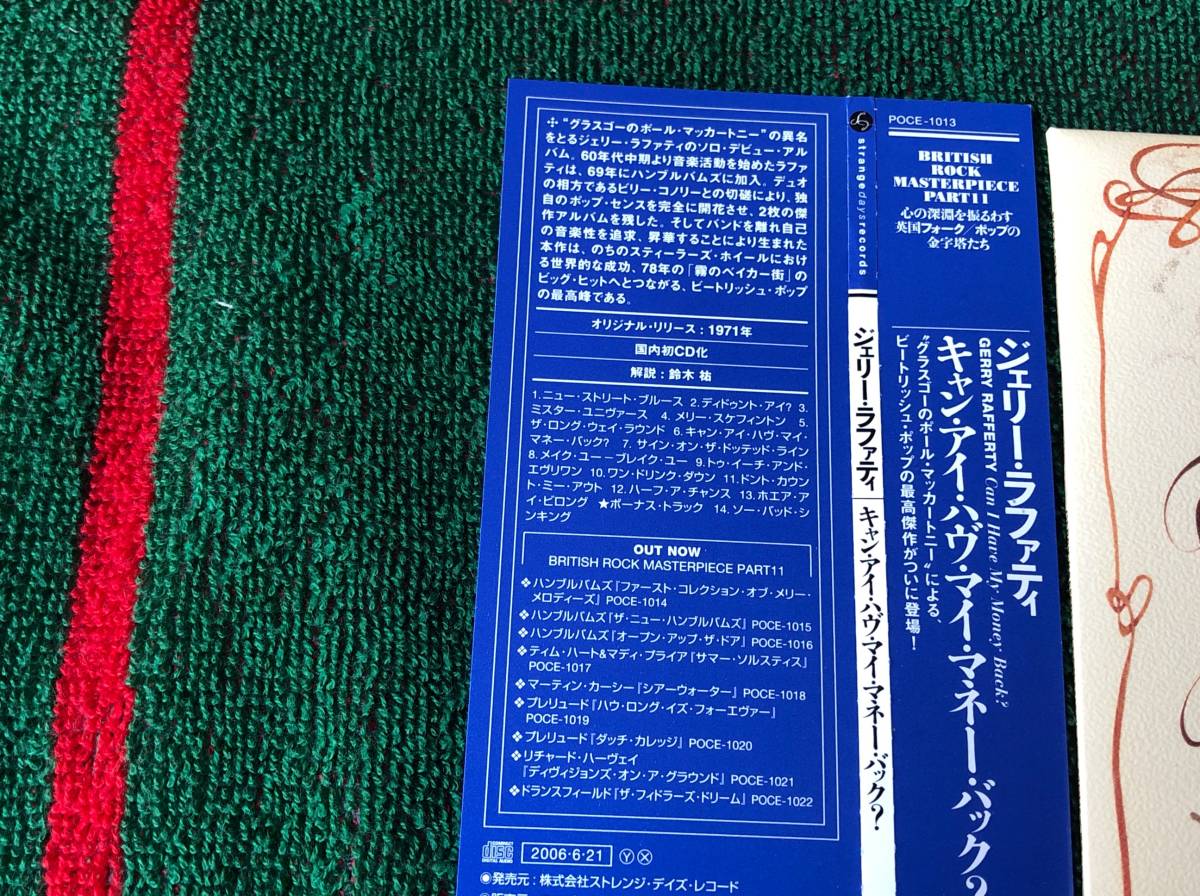 ✣“グラスゴーのポール・マッカートニー”の異名
をとるジェリー・ラファティのソロ・デビュー・アル
バム。60年代中期より音楽活動を始めたラファ
ティは、69年にハンブルバムズに加入。デュオ
の相方であるビリー・コノリーとの切磋により、独
自のポップ・センスを完全に開花させ、2枚の傑
作アルバムを残した。そしてバンドを離れ自己
の音楽性を追求、昇華することにより生まれた
本作は、のちのスティーラーズ・ホイールにおけ
る世界的な成功、78年の「霧のベイカー街」の
ビッグ・ヒットへとつながる、ビートリッシュ・ポップ
の最高峰である。
オリジナル・リリース：1971年
国内初CD化
解説：鈴木 祐
1.ニュー・ストリート・ブルース 2.ディドゥント・アイ? 3.
ミスター・ユニヴァース 4.メリー・スケフィントン 5.
ザ・ロング・ウェイ・ラウンド 6.キャン・アイ・ハヴ・マイ・
マネー・バック? 7.サイン・オン・ザ・ドッテッド・ライン
8.メイク・ユー－ブレイク・ユー 9.トゥ・イーチ・アンド・
エヴリワン 10.ワン・ドリンク・ダウン 11.ドント・カウン
ト・ミー・アウト 12.ハーフ・ア・チャンス 13.ホエア・ア
イ・ビロング ★ボーナス・トラック 14.ソー・バッド・シ
ンキング
OUT NOW
BRITISH ROCK MASTERPIECE PART11
❖ハンブルバムズ『ファースト・コレクション・オブ・メリー・
メロディーズ』POCE-1014
❖ハンブルバムズ『ザ・ニュー・ハンブルバムズ』POCE-1015
❖ハンブルバムズ『オープン・アップ・ザ・ドア』POCE-1016
❖ティム・ハート&マディ・プライア『サマー・ソルスティス』
POCE-1017
❖マーティン・カーシー『シアーウォーター』POCE-1018
❖プレリュード『ハウ・ロング・イズ・フォーエヴァー』
POCE-1019
❖プレリュード『ダッチ・カレッジ』POCE-1020
❖リチャード・ハーヴェイ
『ディヴィジョンズ・オン・ア・グラウンド』POCE-1021
❖ドランスフィールド『ザ・フィドラーズ・ドリーム』POCE-1022
COMPACT disc DIGITAL AUDIO
2006・6・21 Ⓨ ⓧ
◉発売元：株式会社ストレンジ・デイズ・レコード
strangedaysrecords
ジェリー・ラファティ
キャン・アイ・ハヴ・マイ・マネー・バック?
POCE-1013
BRITISH
ROCK
MASTERPIECE
PART11
心の深淵を振るわす
英国フォーク/ポップの
金字塔たち
ジェリー・ラファティ
GERRY RAFFERTY Can I Have My Money Back?
キャン・アイ・ハヴ・マイ・マネー・バック?
“グラスゴーのポール・マッカートニー”による、
ビートリッシュ・ポップの最高傑作がついに登場!